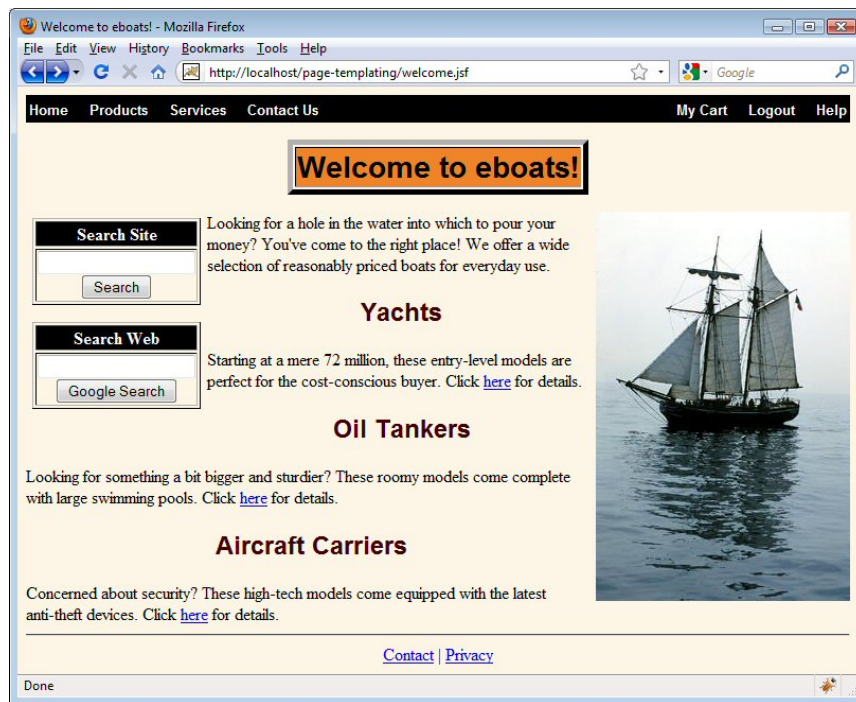 Welcome to eboats! - Mozilla Firefox
File Edit View History Bookmarks Tools Help
http://localhost/page-templating/welcome.jsf
Google
Home Products Services Contact Us My Cart Logout Help
Welcome to eboats!
Search Site
Search
Search Web
Google Search
Looking for a hole in the water into which to pour your
money? You've come to the right place! We offer a wide
selection of reasonably priced boats for everyday use.
Yachts
Starting at a mere 72 million, these entry-level models are
perfect for the cost-conscious buyer. Click here for details.
Oil Tankers
Looking for something a bit bigger and sturdier? These roomy models come complete
with large swimming pools. Click here for details.
Aircraft Carriers
Concerned about security? These high-tech models come equipped with the latest
anti-theft devices. Click here for details.
Contact | Privacy
Done